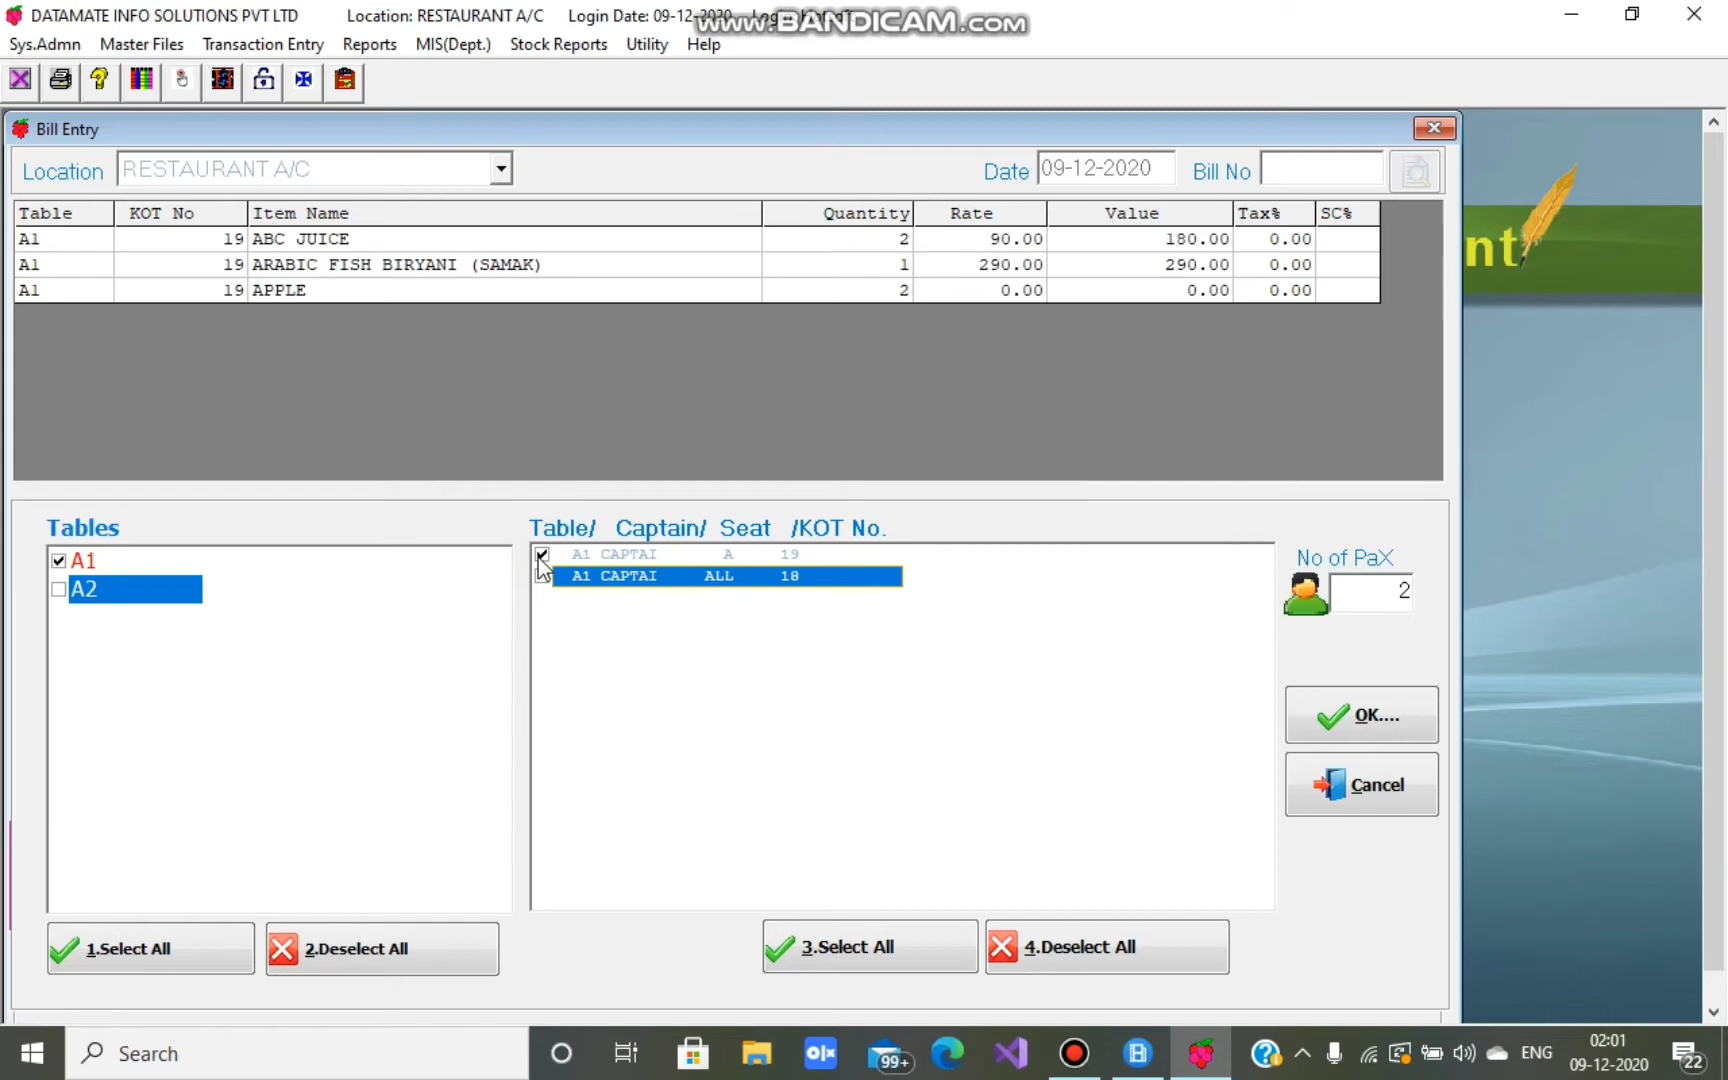 DATAMATE INFO SOLUTIONS PVT LTD Location: RESTAURANT A/C Login Date: 09-12-2020
www.BANDICAM.com
Sys.Admn Master Files Transaction Entry Reports MIS(Dept.) Stock Reports Utility Help
Bill Entry
Location RESTAURANT A/C Date 09-12-2020 Bill No
Table KOT No Item Name Quantity Rate Value Tax% SC%
A1 19 ABC JUICE 2 90.00 180.00 0.00
A1 19 ARABIC FISH BIRYANI (SAMAK) 1 290.00 290.00 0.00
A1 19 APPLE 2 0.00 0.00 0.00
nt
Tables
A1
A2
Table/ Captain/ Seat /KOT No.
A1 CAPTAI A 19
A1 CAPTAI ALL 18
No of PaX
2
OK....
Cancel
1.Select All 2.Deselect All 3.Select All 4.Deselect All
Search 99+ ENG 02:01
09-12-2020 22
olx